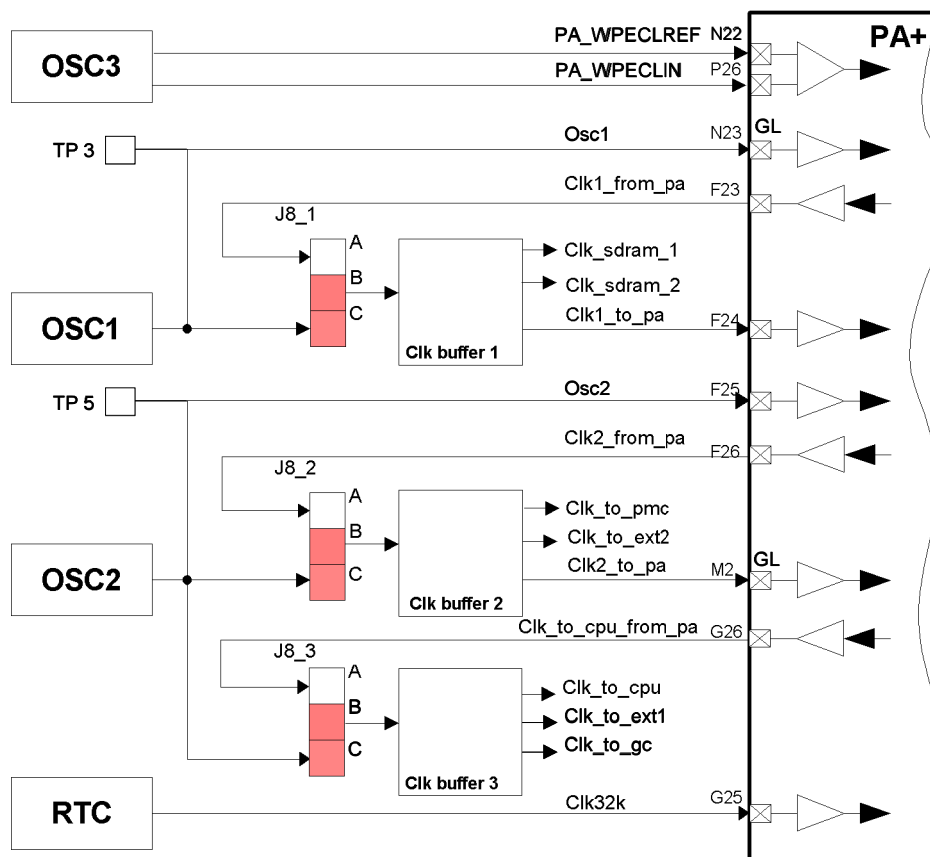 PA_WPECLREF N22
PA+
OSC3
PA_WPECLIN P26
Osc1 N23 GL
TP 3
Clk1_from_pa F23
J8_1
A
Clk_sdram_1
B
Clk_sdram_2
C
Clk1_to_pa F24
OSC1
Clk buffer 1
Osc2 F25
TP 5
Clk2_from_pa F26
J8_2
A
Clk_to_pmc
B
Clk_to_ext2
C
Clk2_to_pa M2 GL
OSC2
Clk buffer 2
Clk_to_cpu_from_pa G26
J8_3
A
Clk_to_cpu
B
Clk_to_ext1
C
Clk_to_gc
Clk buffer 3
Clk32k G25
RTC